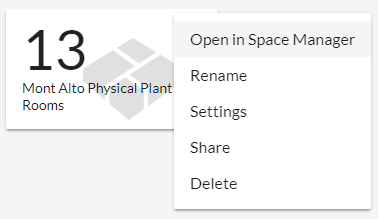 13
Mont Alto Physical Plant
Rooms
Open in Space Manager
Rename
Settings
Share
Delete